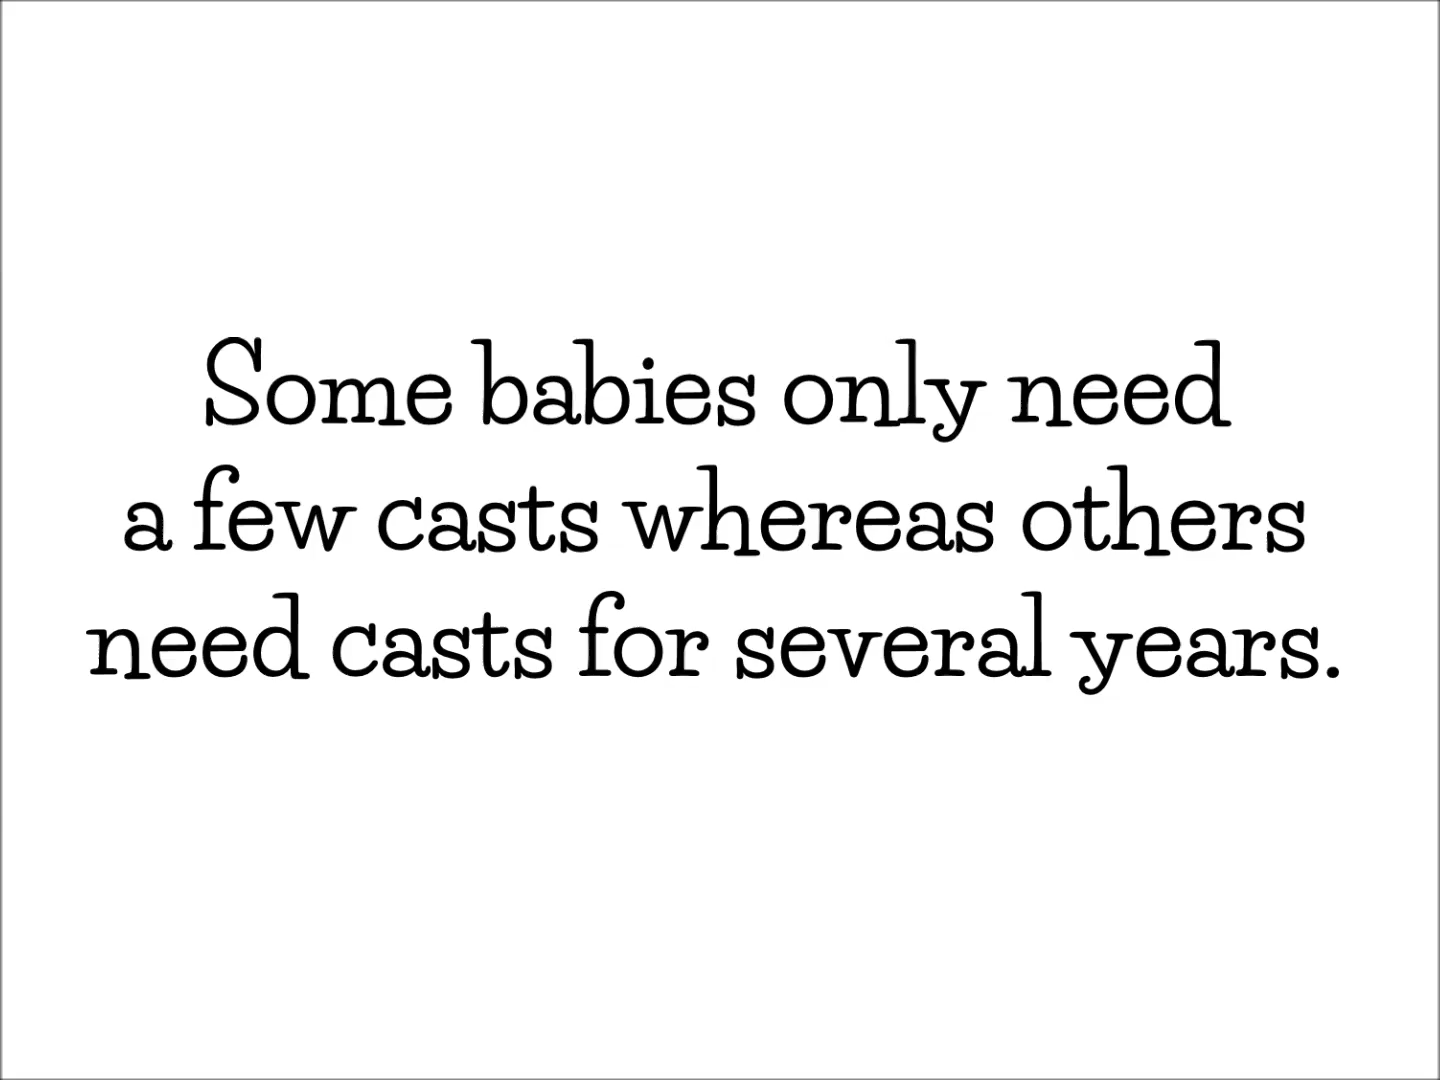 Some babies only need
a few casts whereas others
need casts for several years.